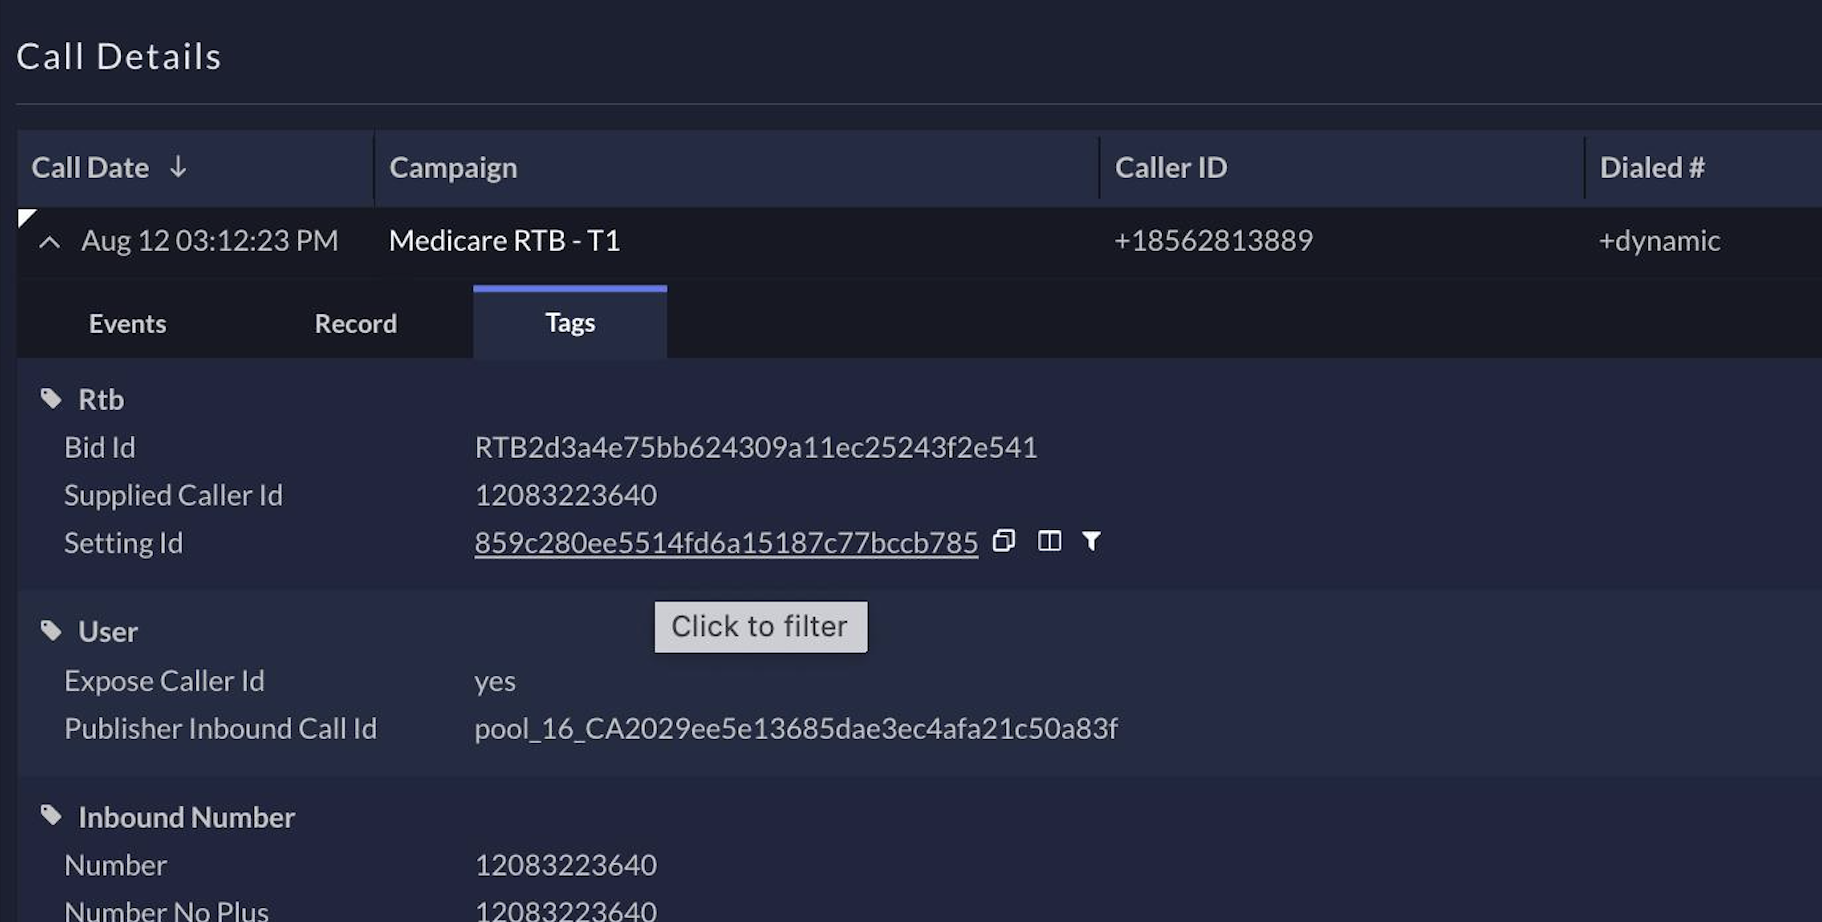 Call Details
Call Date ↓ Campaign Caller ID Dialed #
Aug 12 03:12:23 PM Medicare RTB - T1 +18562813889 +dynamic
Events Record Tags
Rtb
Bid Id RTB2d3a4e75bb624309a11ec25243f2e541
Supplied Caller Id 12083223640
Setting Id 859c280ee5514fd6a15187c77bccb785
User
Click to filter
Expose Caller Id yes
Publisher Inbound Call Id pool_16_CA2029ee5e13685dae3ec4afa21c50a83f
Inbound Number
Number 12083223640
Number No Plus 12083223640